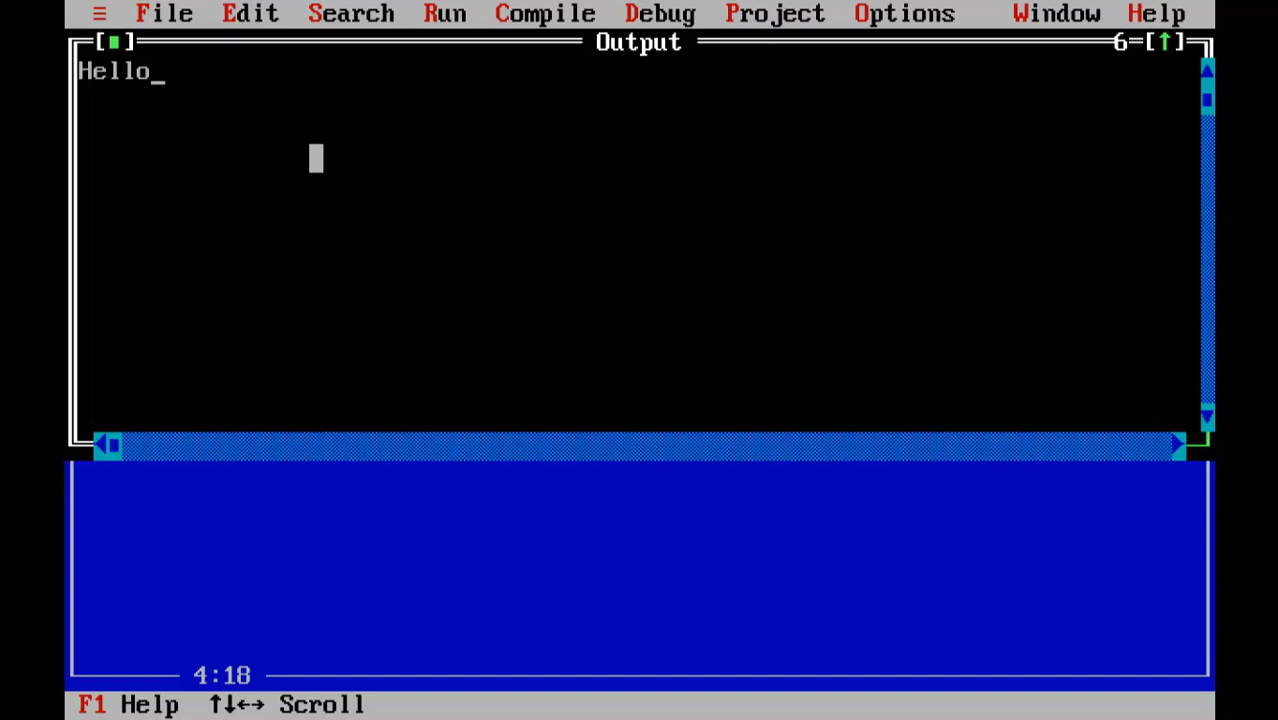 ≡ File Edit Search Run Compile Debug Project Options Window Help
[■] Output 6=[↑]
Hello_
4:18
F1 Help ↑↓←→ Scroll